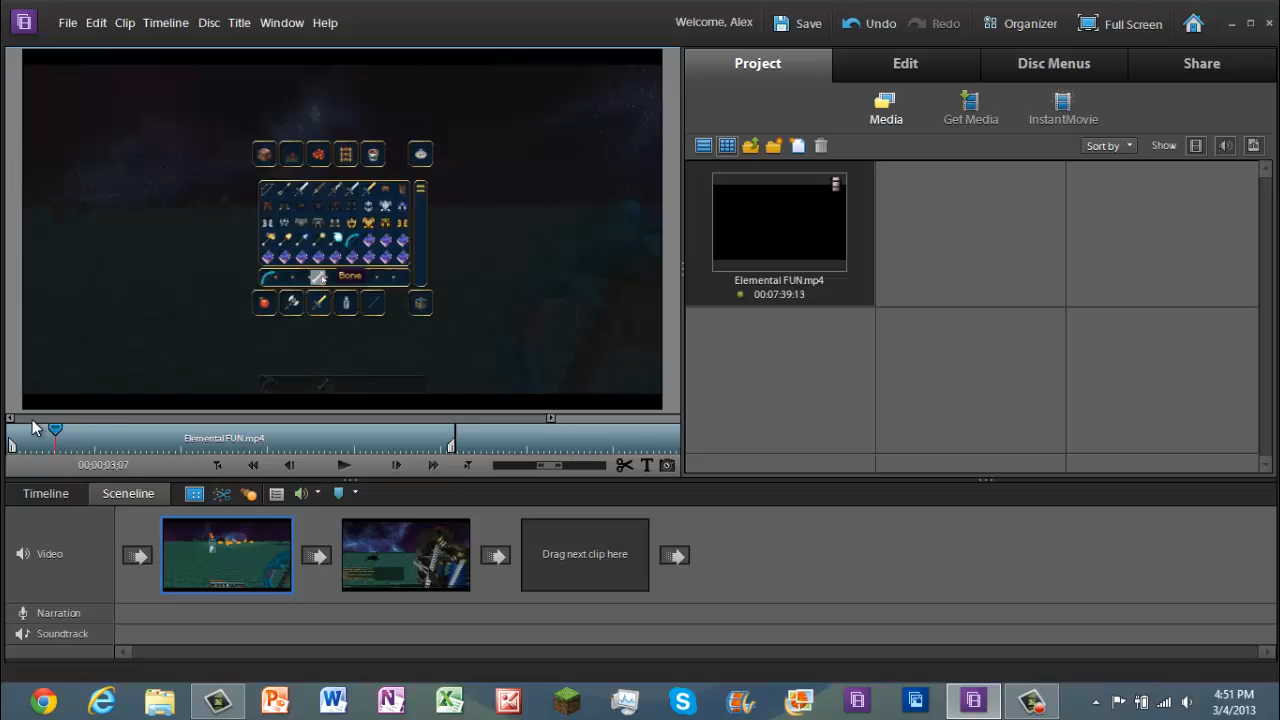 File Edit Clip Timeline Disc Title Window Help
Welcome, Alex
Save Undo Redo Organizer Full Screen
Project Edit Disc Menus Share
Media Get Media InstantMovie
Sort by Show
Bone
Elemental FUN.mp4
00:07:39:13
Elemental FUN.mp4
00;00;03;07
T
Timeline Sceneline
Video
Drag next clip here
Narration
Soundtrack
4:51 PM
3/4/2013